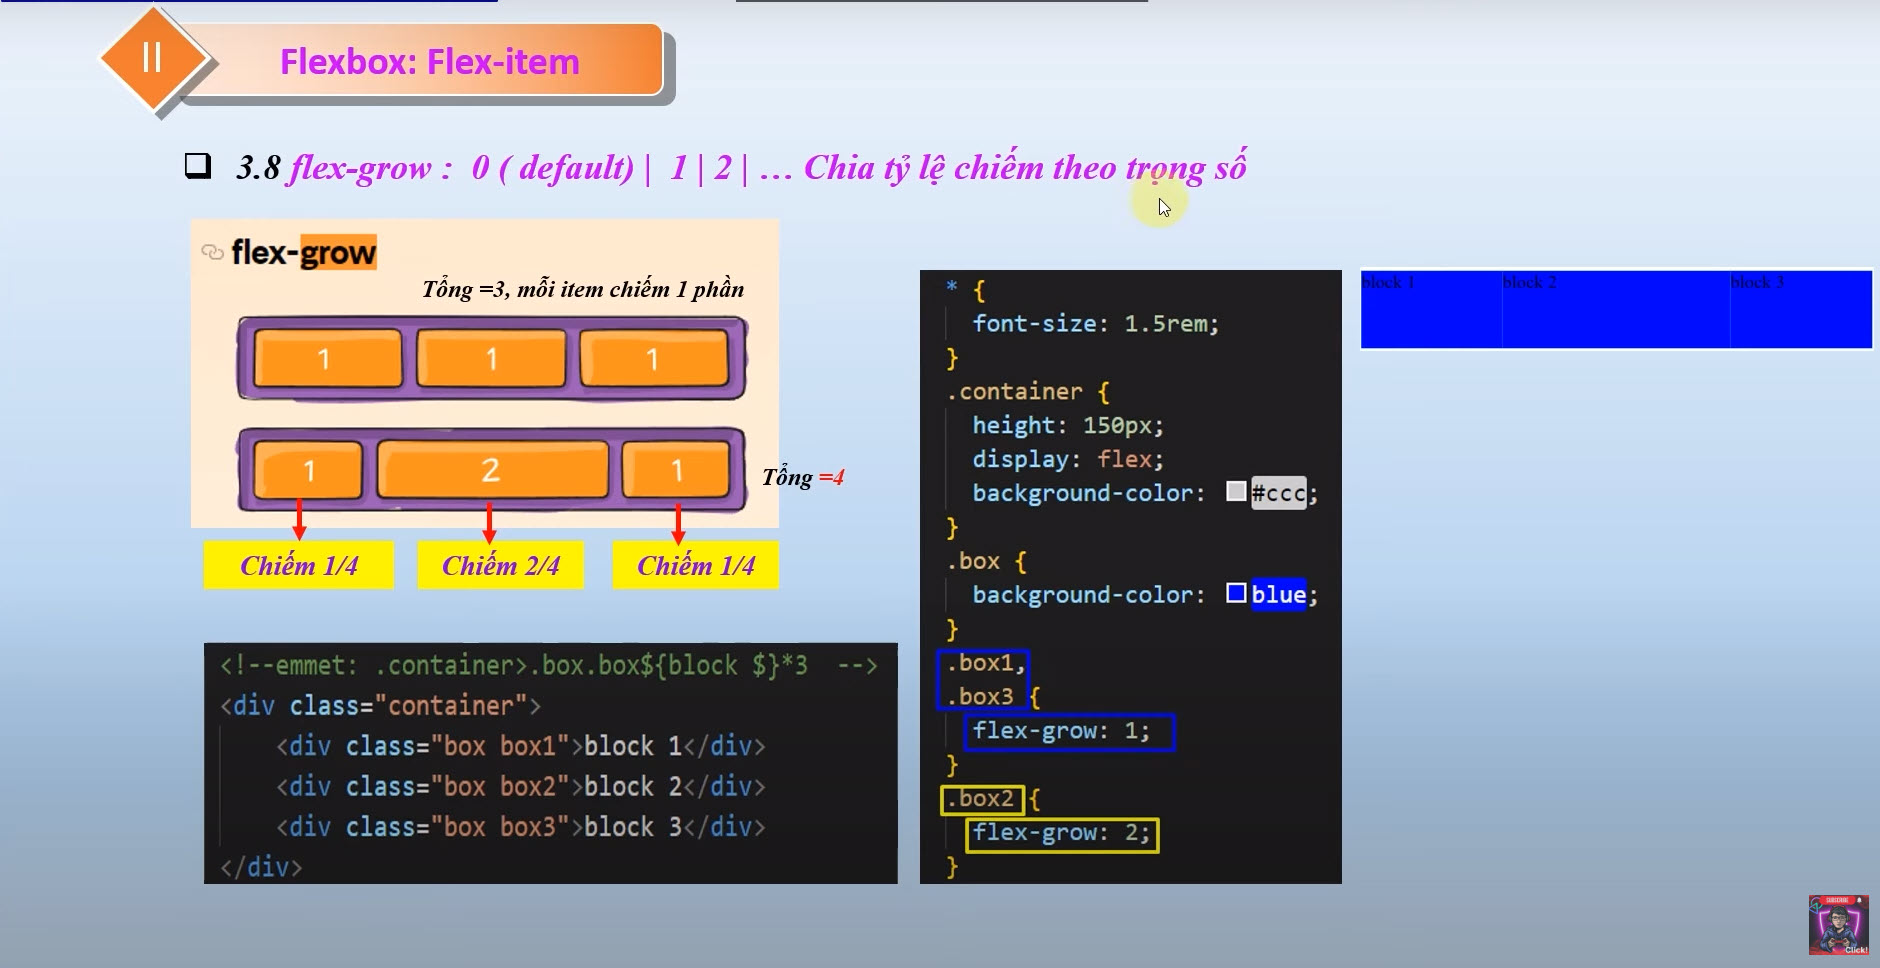 II
Flexbox: Flex-item
3.8 flex-grow : 0 ( default) | 1 | 2 | … Chia tỷ lệ chiếm theo trọng số
flex-grow
Tổng =3, mỗi item chiếm 1 phần
1 1 1
1 2 1
Tổng =4
Chiếm 1/4
Chiếm 2/4
Chiếm 1/4
<!--emmet: .container>.box.box${block $}*3 -->
<div class="container">
<div class="box box1">block 1</div>
<div class="box box2">block 2</div>
<div class="box box3">block 3</div>
</div>
* {
font-size: 1.5rem;
}
.container {
height: 150px;
display: flex;
background-color: #ccc;
}
.box {
background-color: blue;
}
.box1,
.box3 {
flex-grow: 1;
}
.box2 {
flex-grow: 2;
}
block 1 block 2 block 3
SUBSCRIBE
Click!